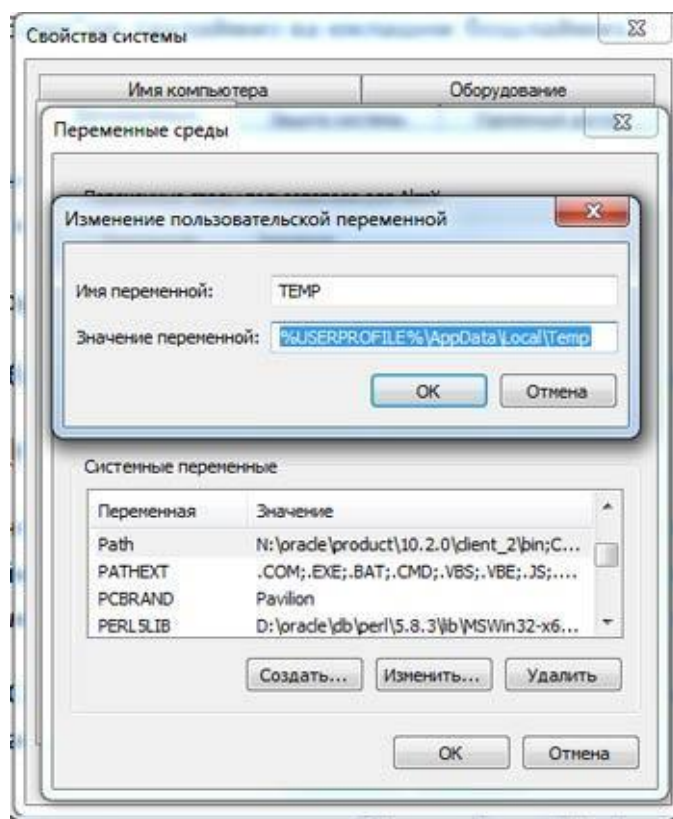 Свойства системы
Имя компьютера
Оборудование
Переменные среды
Изменение пользовательской переменной
Имя переменной: TEMP
Значение переменной: %USERPROFILE%\AppData\Local\Temp
OK Отмена
Системные переменные
Переменная Значение
Path N:\oracle\product\10.2.0\client_2\bin;C...
PATHEXT .COM;.EXE;.BAT;.CMD;.VBS;.VBE;.JS;....
PCBRAND Pavilion
PERL5LIB D:\oracle\db\perl\5.8.3\lib\MSWin32-x6...
Создать... Изменить... Удалить
OK Отмена